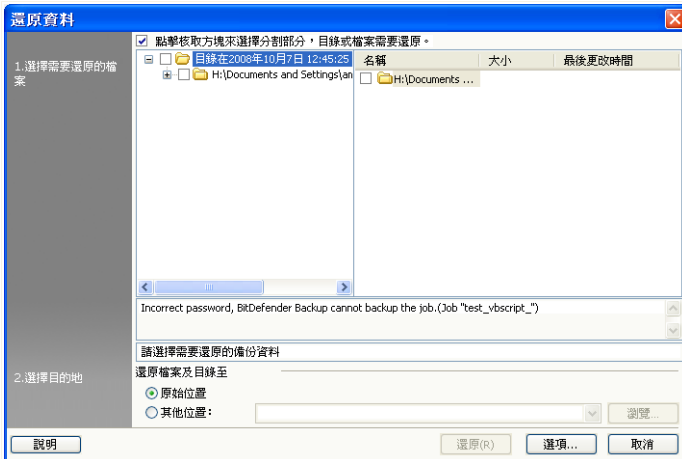 還原資料
1.選擇需要還原的檔案
點擊核取方塊來選擇分割部分，目錄或檔案需要還原。
目錄在2008年10月7日 12:45:25
H:\Documents and Settings\an
名稱 大小 最後更改時間
H:\Documents ...
Incorrect password, BitDefender Backup cannot backup the job.(Job "test_vbscript_")
請選擇需要還原的備份資料
2.選擇目的地
還原檔案及目錄至
原始位置
其他位置：
瀏覽...
說明
還原(R)
選項...
取消